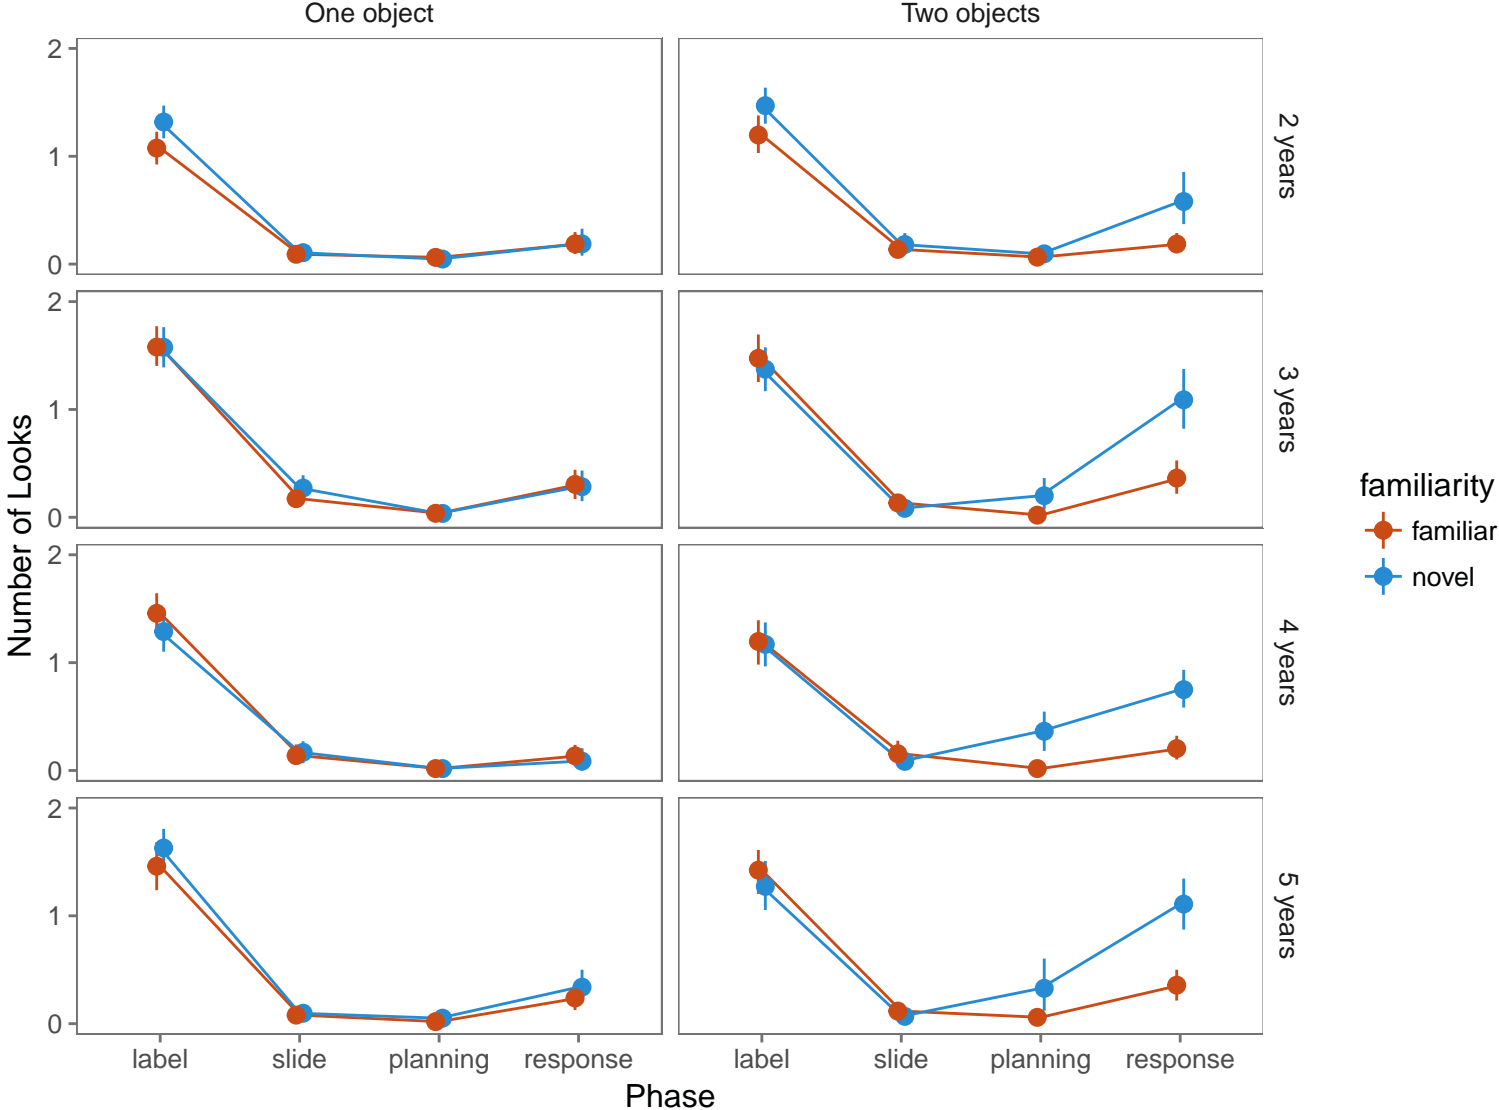 One object
Two objects
2
1
0
2 years
2
1
0
3 years
2
1
0
4 years
2
1
0
5 years
Number of Looks
label slide planning response
label slide planning response
Phase
familiarity
familiar
novel